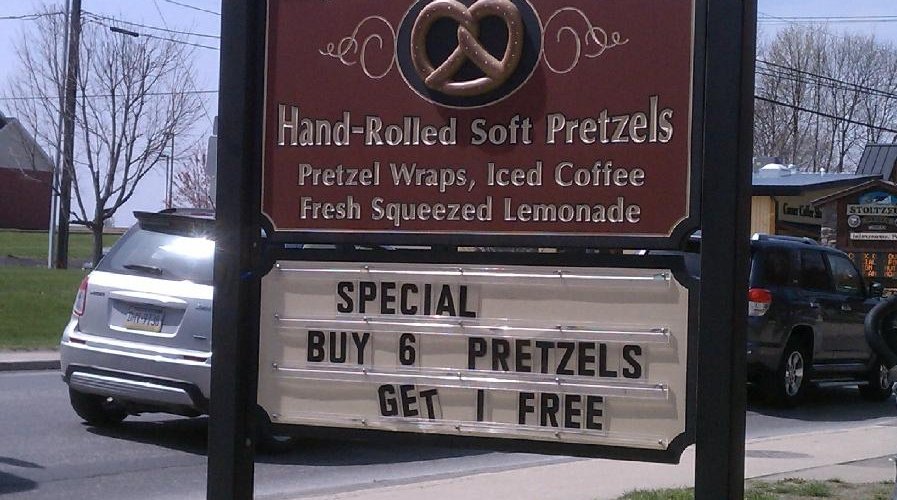 Hand-Rolled Soft Pretzels
Pretzel Wraps, Iced Coffee
Fresh Squeezed Lemonade
SPECIAL
BUY 6 PRETZELS
GET 1 FREE